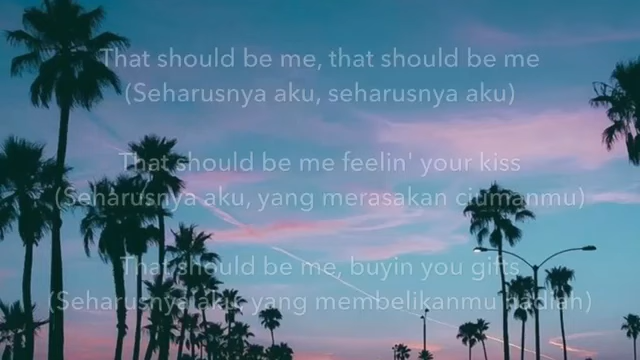 That should be me, that should be me
(Seharusnya aku, seharusnya aku)
That should be me feelin' your kiss
(Seharusnya aku, yang merasakan ciumanmu)
That should be me, buyin you gifts
(Seharusnya aku, yang membelikanmu hadiah)